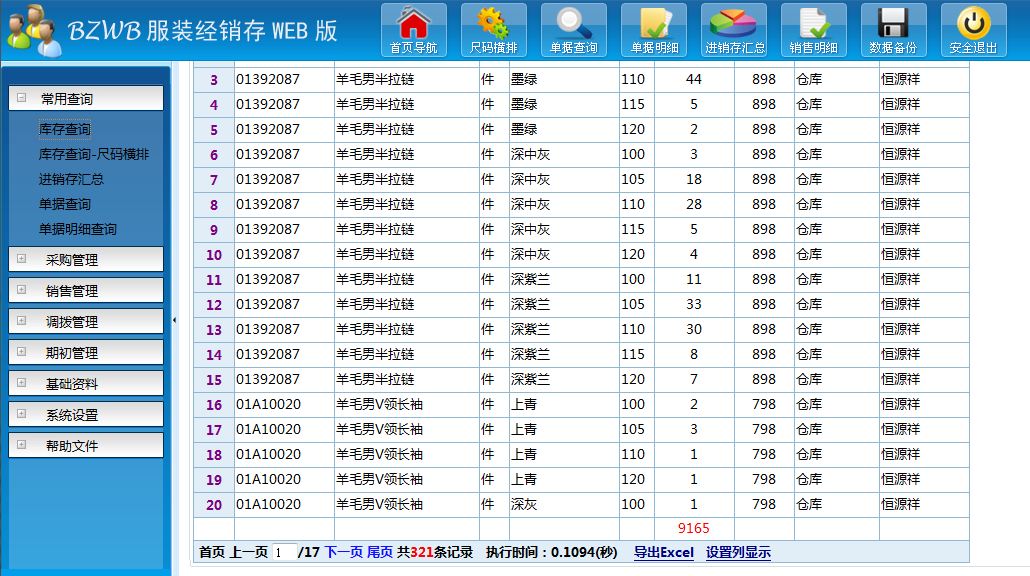 BZWB 服装经销存 WEB 版
首页导航 尺码横排 单据查询 单据明细 进销存汇总 销售明细 数据备份 安全退出
常用查询
库存查询
库存查询-尺码横排
进销存汇总
单据查询
单据明细查询
采购管理
销售管理
调拨管理
期初管理
基础资料
系统设置
帮助文件
3 01392087 羊毛男半拉链 件 墨绿 110 44 898 仓库 恒源祥
4 01392087 羊毛男半拉链 件 墨绿 115 5 898 仓库 恒源祥
5 01392087 羊毛男半拉链 件 墨绿 120 2 898 仓库 恒源祥
6 01392087 羊毛男半拉链 件 深中灰 100 3 898 仓库 恒源祥
7 01392087 羊毛男半拉链 件 深中灰 105 18 898 仓库 恒源祥
8 01392087 羊毛男半拉链 件 深中灰 110 28 898 仓库 恒源祥
9 01392087 羊毛男半拉链 件 深中灰 115 5 898 仓库 恒源祥
10 01392087 羊毛男半拉链 件 深中灰 120 4 898 仓库 恒源祥
11 01392087 羊毛男半拉链 件 深紫兰 100 11 898 仓库 恒源祥
12 01392087 羊毛男半拉链 件 深紫兰 105 33 898 仓库 恒源祥
13 01392087 羊毛男半拉链 件 深紫兰 110 30 898 仓库 恒源祥
14 01392087 羊毛男半拉链 件 深紫兰 115 8 898 仓库 恒源祥
15 01392087 羊毛男半拉链 件 深紫兰 120 7 898 仓库 恒源祥
16 01A10020 羊毛男V领长袖 件 上青 100 2 798 仓库 恒源祥
17 01A10020 羊毛男V领长袖 件 上青 105 3 798 仓库 恒源祥
18 01A10020 羊毛男V领长袖 件 上青 110 1 798 仓库 恒源祥
19 01A10020 羊毛男V领长袖 件 上青 120 1 798 仓库 恒源祥
20 01A10020 羊毛男V领长袖 件 深灰 100 1 798 仓库 恒源祥
9165
首页 上一页 1 /17 下一页 尾页 共321条记录 执行时间：0.1094(秒) 导出Excel 设置列显示